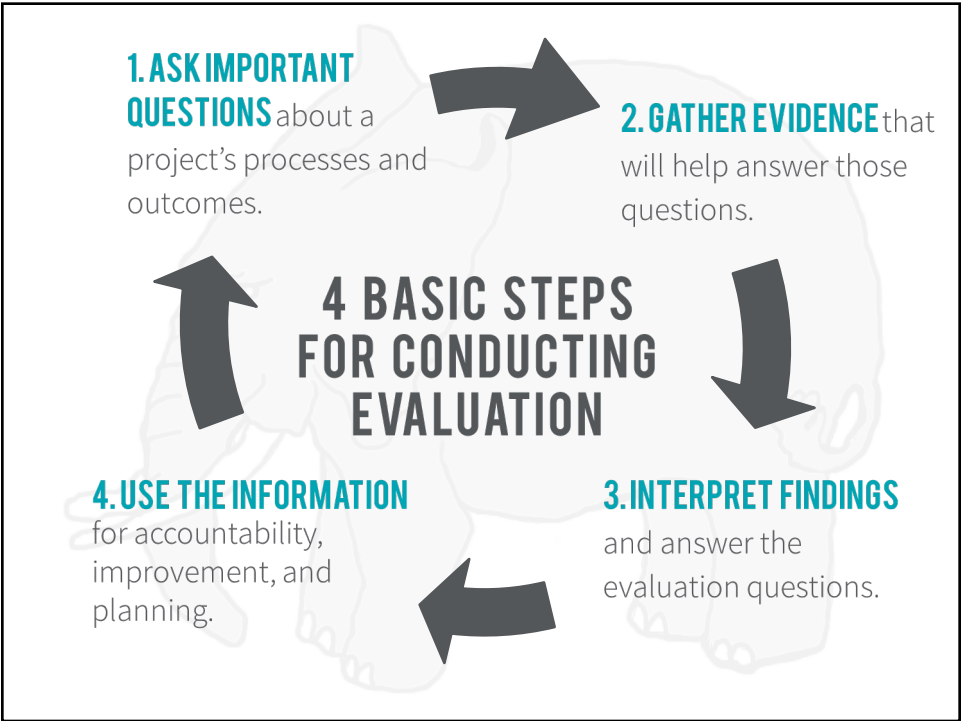 1. ASK IMPORTANT
QUESTIONS about a
project's processes and
outcomes.
2. GATHER EVIDENCE that
will help answer those
questions.
4 BASIC STEPS
FOR CONDUCTING
EVALUATION
3. INTERPRET FINDINGS
and answer the
evaluation questions.
4. USE THE INFORMATION
for accountability,
improvement, and
planning.